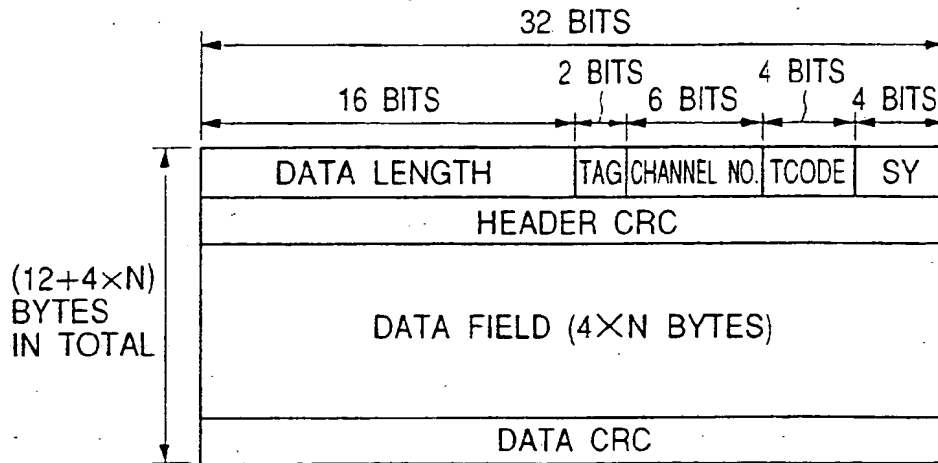 32 BITS
2 BITS 4 BITS
16 BITS 6 BITS 4 BITS
DATA LENGTH TAG CHANNEL NO. TCODE SY
HEADER CRC
(12+4×N)
BYTES
IN TOTAL
DATA FIELD (4×N BYTES)
DATA CRC